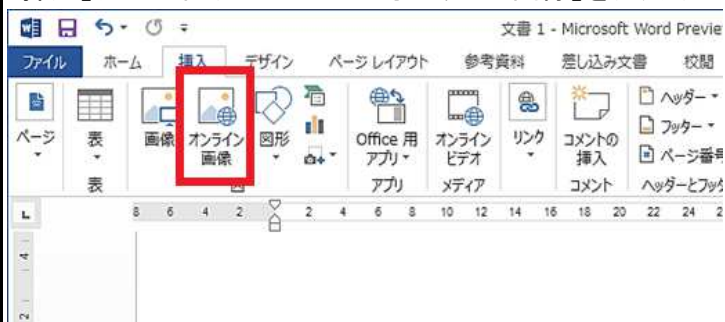 文書 1 - Microsoft Word Preview
ファイル ホーム 挿入 デザイン ページ レイアウト 参考資料 差し込み文書 校閲
ページ
表
表
画像
オンライン
画像
図形
図
Office 用
アプリ
アプリ
オンライン
ビデオ
メディア
リンク
コメントの
挿入
コメント
ヘッダー
フッター
ページ番号
ヘッダーとフッタ
8 6 4 2 2 4 6 8 10 12 14 16 18 20 22 24 2
4
2